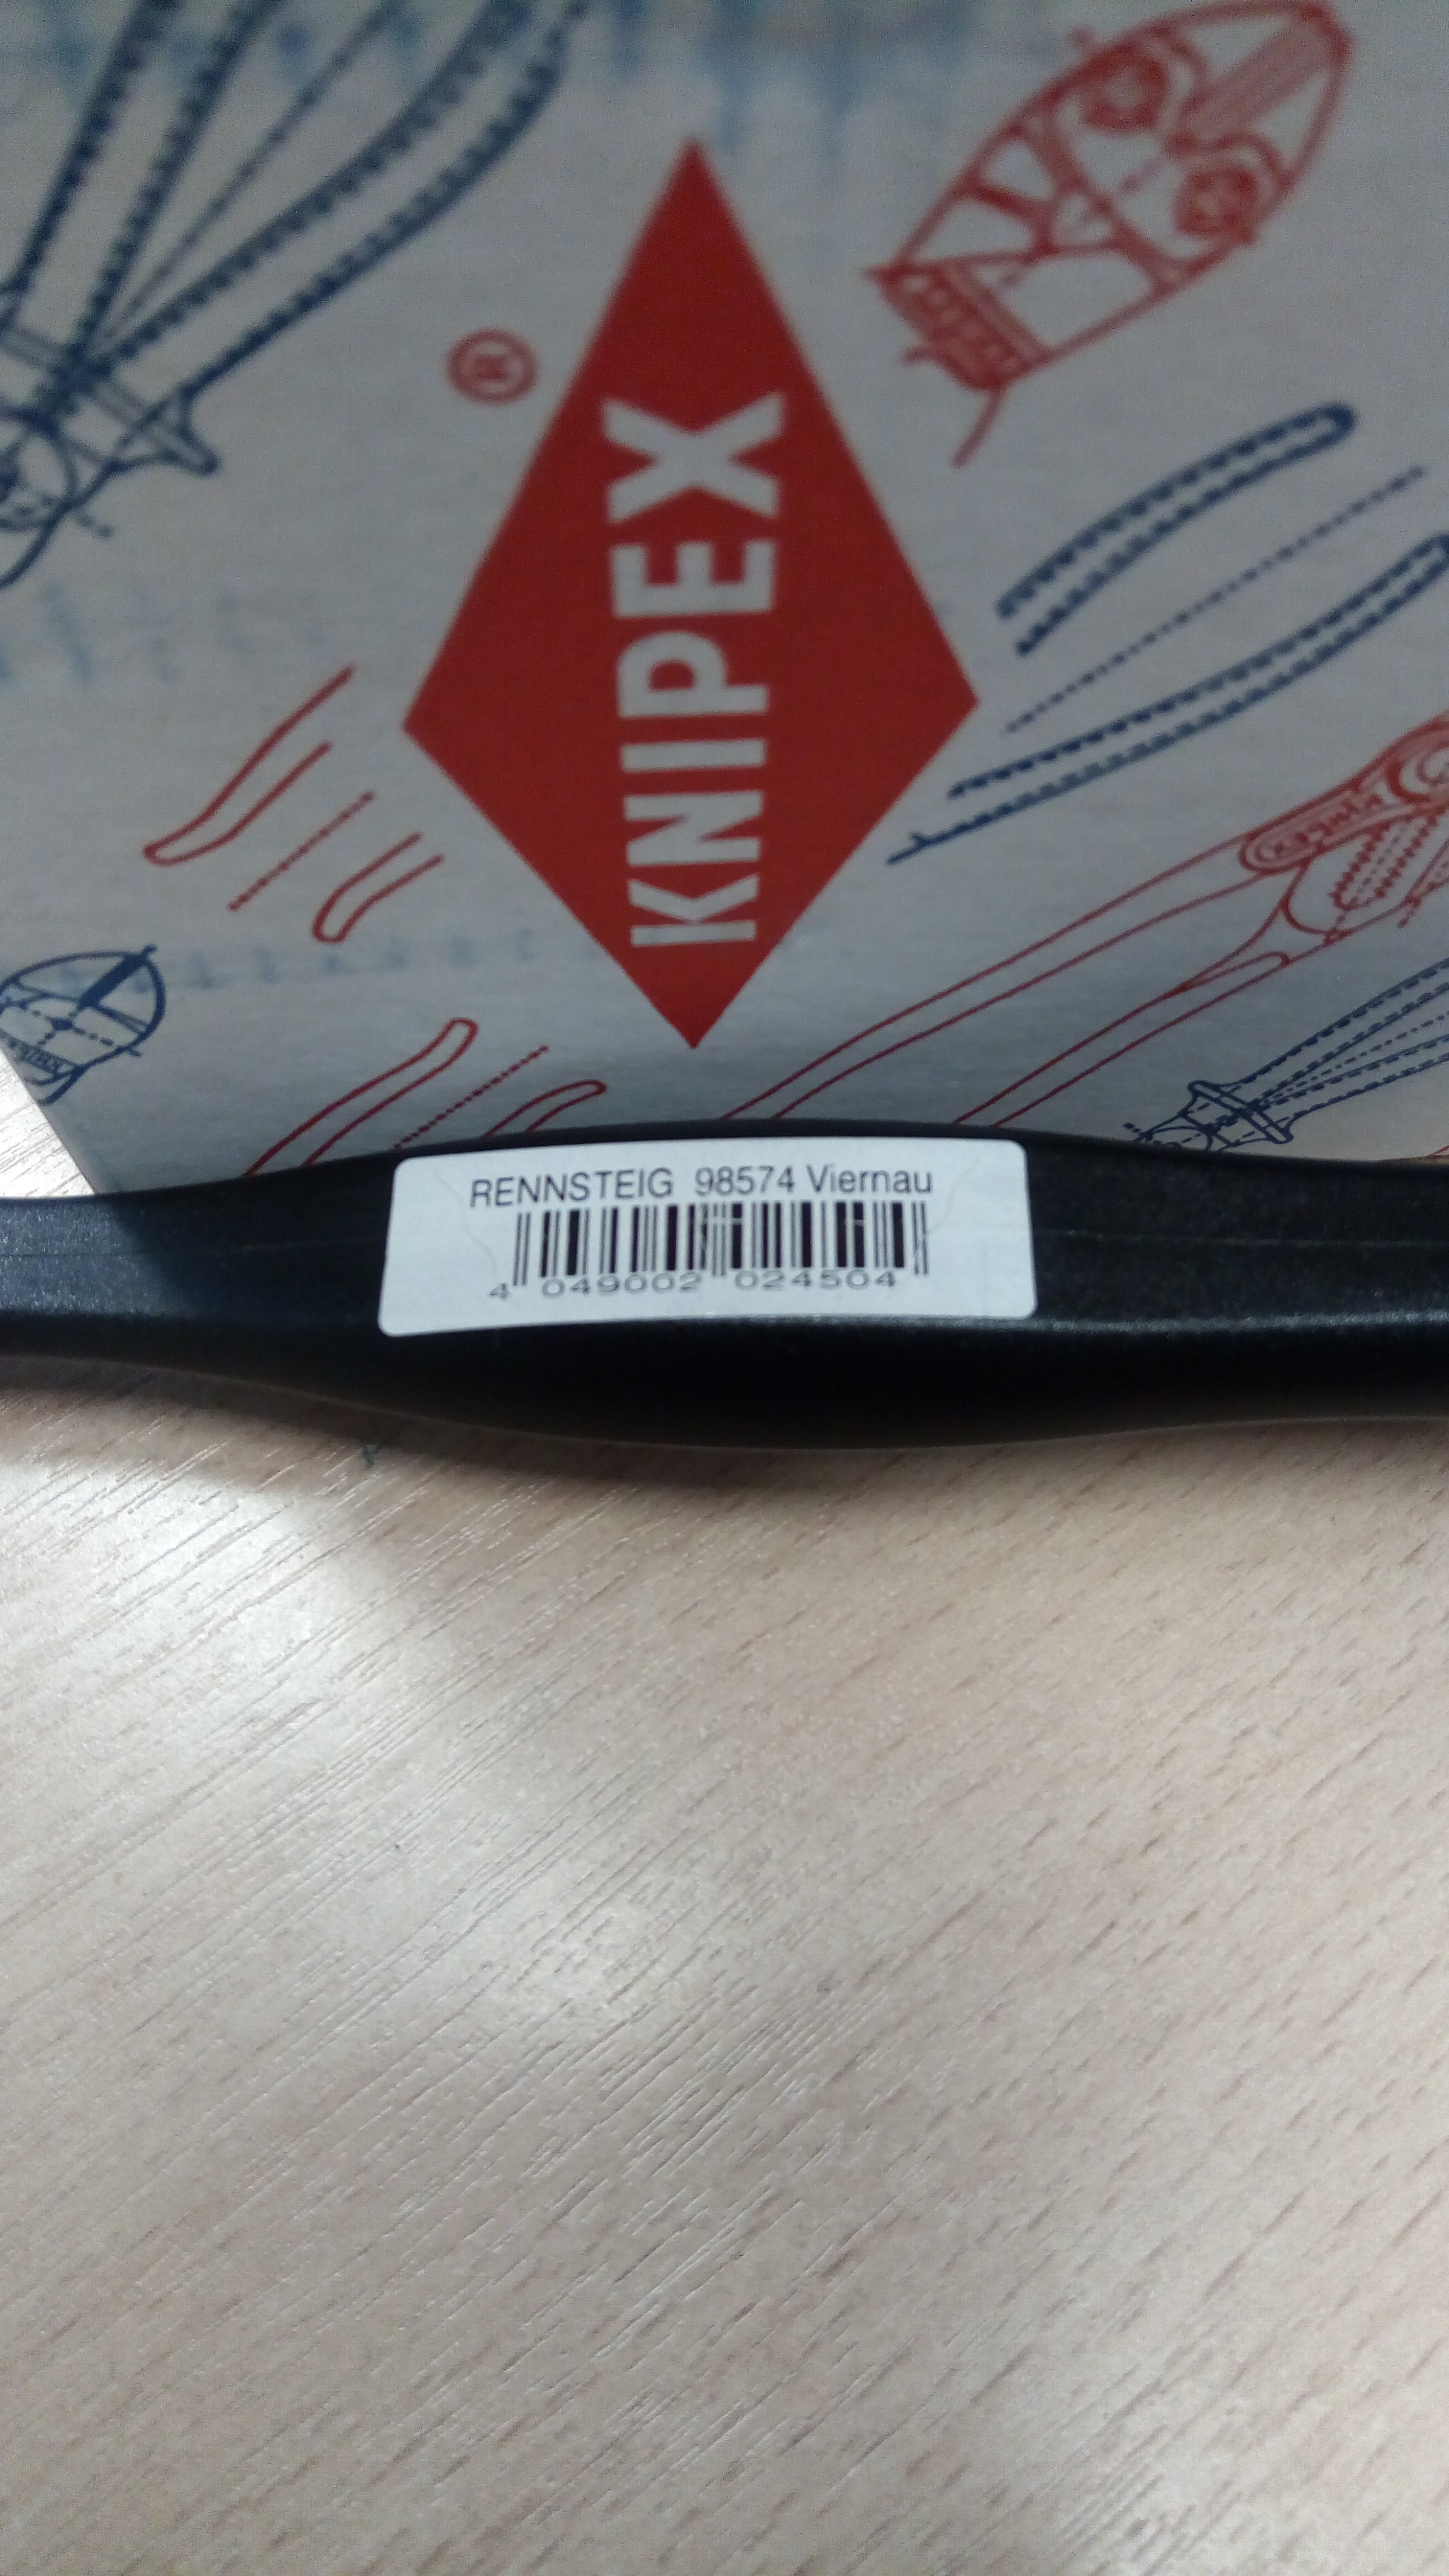 KNIPEX
®
RENNSTEIG 98574 Viernau
4 049002 024504